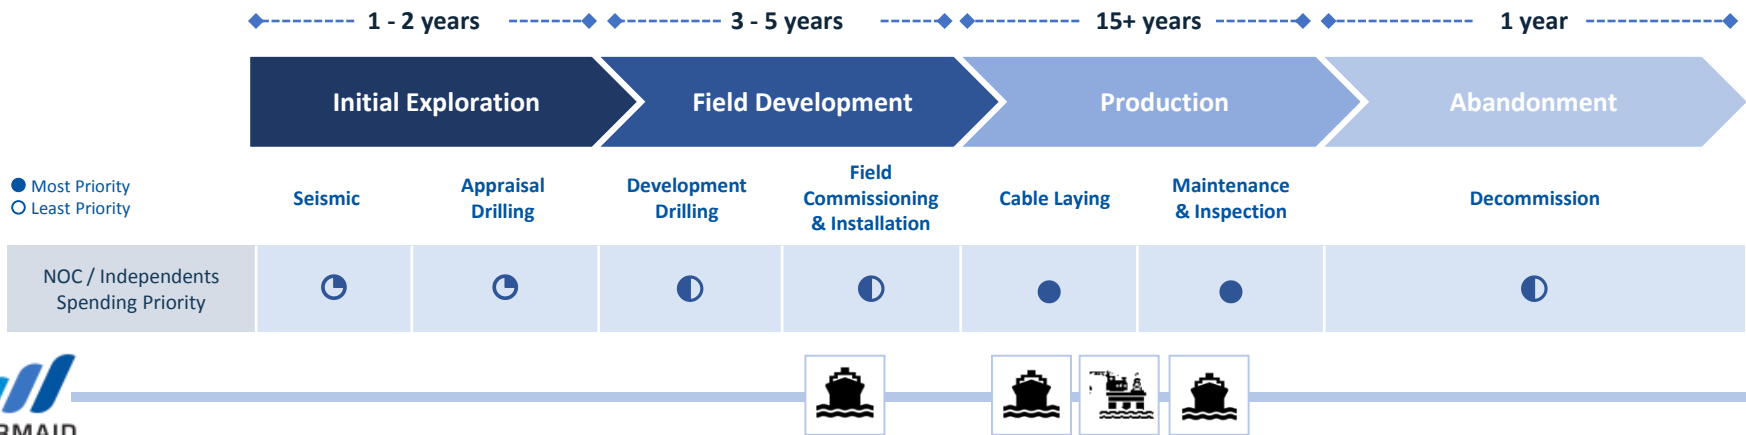 1 - 2 years
3 - 5 years
15+ years
1 year
Initial Exploration
Field Development
Production
Abandonment
Most Priority
Least Priority
Seismic
Appraisal
Drilling
Development
Drilling
Field
Commissioning
& Installation
Cable Laying
Maintenance
& Inspection
Decommission
NOC / Independents
Spending Priority